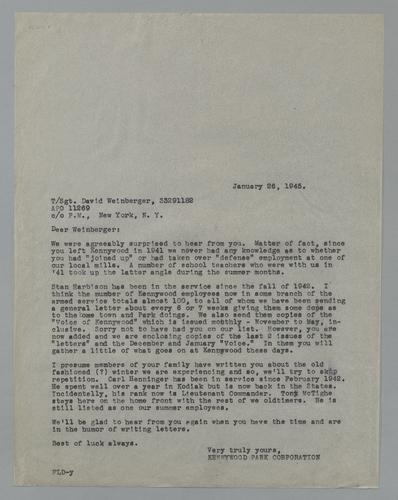 January 26, 1945.
T/Sgt. David Weinberger, 33291182
APO 11269
c/o P.M., New York, N. Y.
Dear Weinberger:
We were agreeably surprised to hear from you. Matter of fact, since
you left Kennywood in 1941 we never had any knowledge as to whether
you had "joined up" or had taken over "defense" employment at one of
our local mills. A number of school teachers who were with us in
'41 took up the latter angle during the summer months.
Stan Harbison has been in the service since the fall of 1942. I
think the number of Kennywood employees now in some branch of the
armed service totals almost 100, to all of whom we have been sending
a general letter about every 6 or 7 weeks giving them some dope as
to the home town and Park doings. We also send them copies of the
"Voice of Kennywood" which is issued monthly - November to May, in-
clusive. Sorry not to have had you on our list. However, you are
now added and we are enclosing copies of the last 2 issues of the
"letters" and the December and January "Voice." In them you will
gather a little of what goes on at Kennywood these days.
I presume members of your family have written you about the old
fashioned (?) winter we are experiencing and so, we'll try to skip
repetition. Carl Henninger has been in service since February 1942.
He spent well over a year in Kodiak but is now back in the States.
Incidentally, his rank now is Lieutenant Commander. Tony McTighe
stays here on the home front with the rest of we oldtimers. He is
still listed as one our summer employees.
We'll be glad to hear from you again when you have the time and are
in the humor of writing letters.
Best of luck always.
Very truly yours,
KENNYWOOD PARK CORPORATION
FLD-y